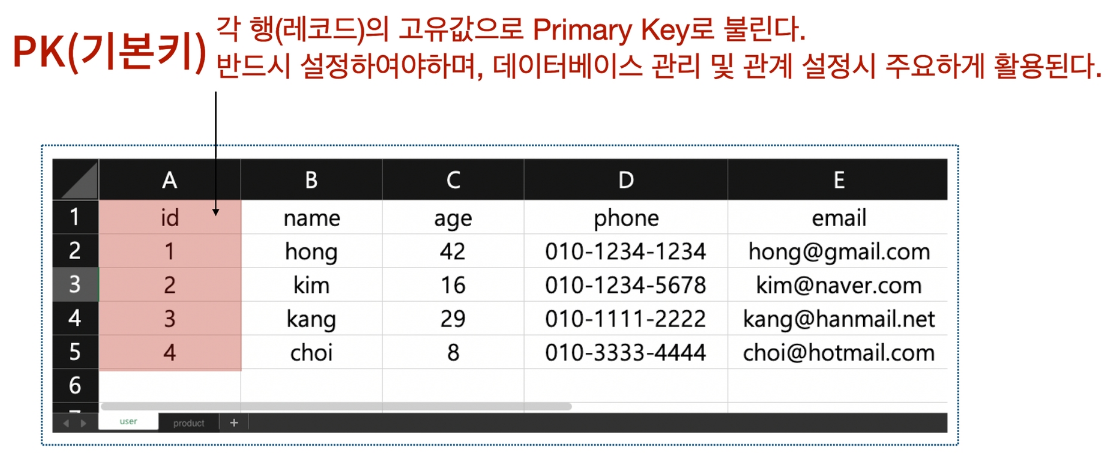 PK(기본키)
각 행(레코드)의 고유값으로 Primary Key로 불린다.
반드시 설정하여야하며, 데이터베이스 관리 및 관계 설정시 주요하게 활용된다.
A B C D E
1 id name age phone email
2 1 hong 42 010-1234-1234 hong@gmail.com
3 2 kim 16 010-1234-5678 kim@naver.com
4 3 kang 29 010-1111-2222 kang@hanmail.net
5 4 choi 8 010-3333-4444 choi@hotmail.com
6
user product +